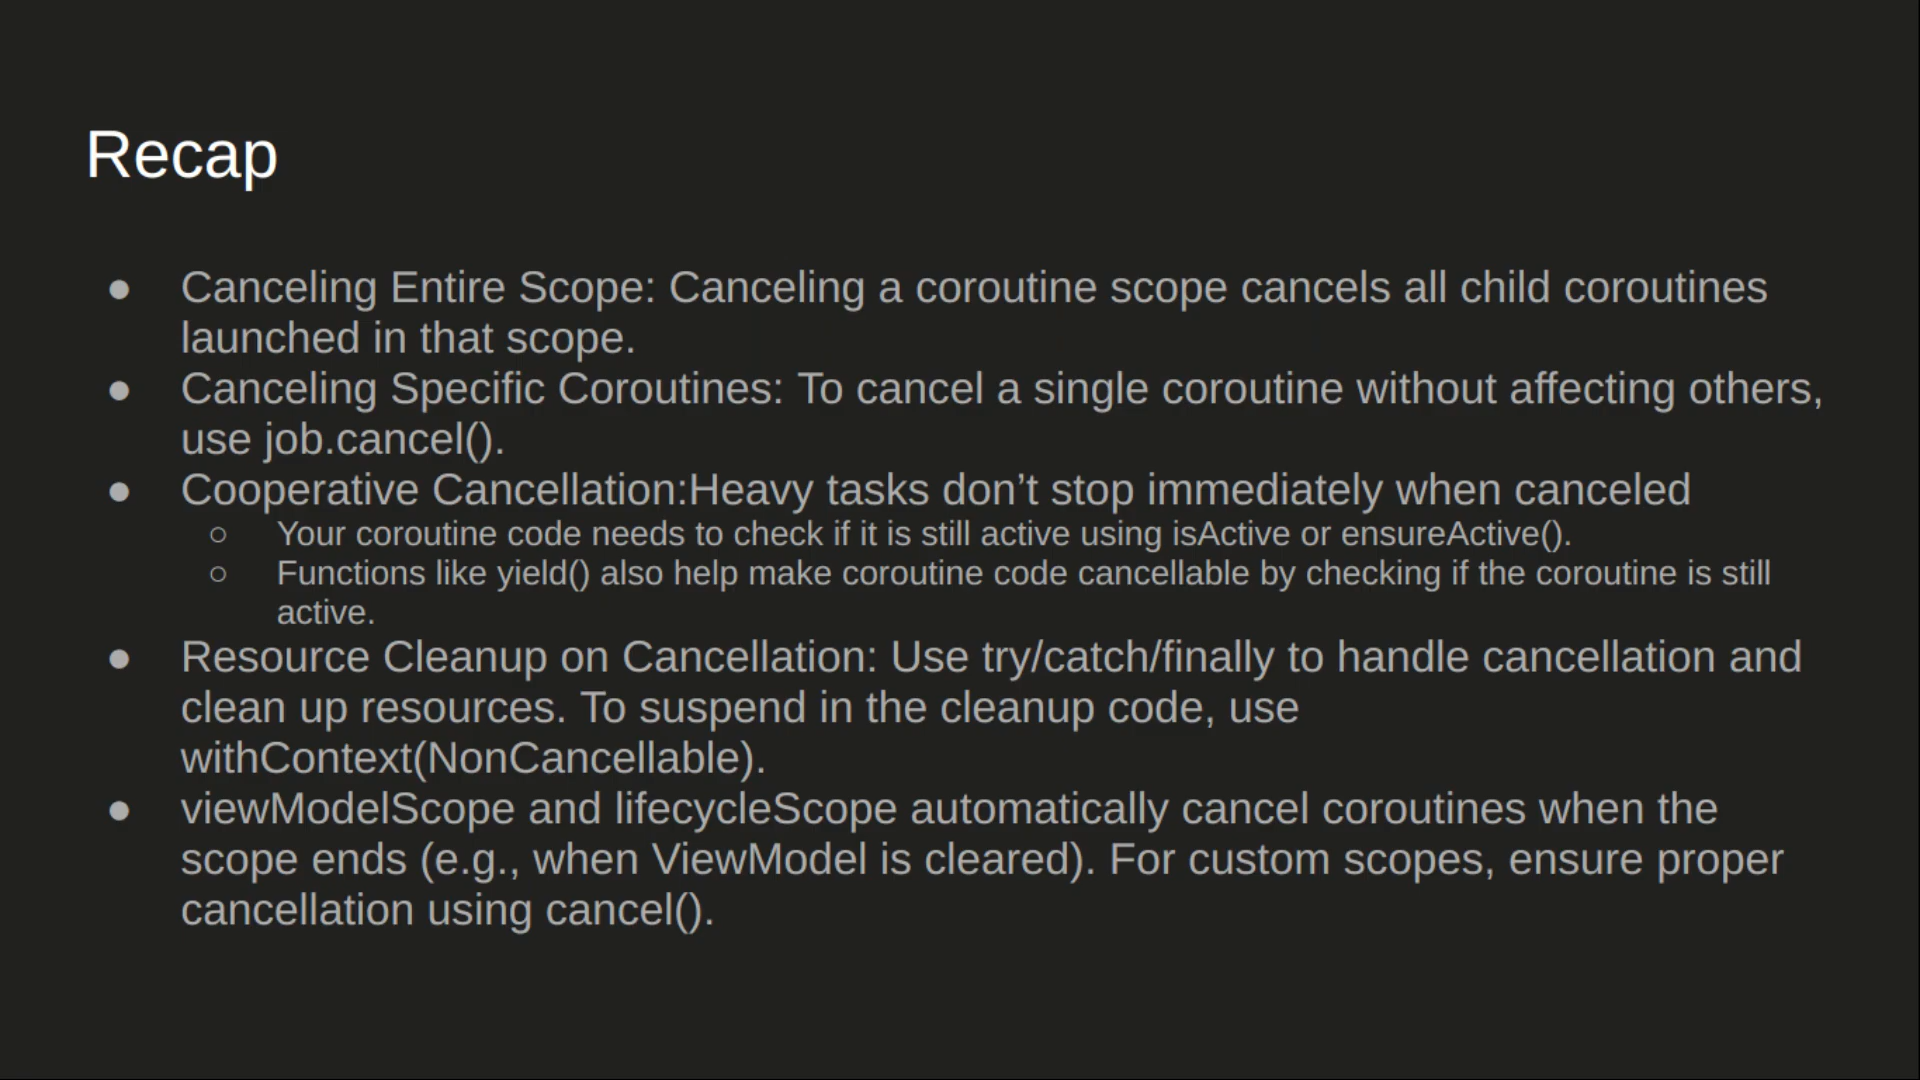 Recap
● Canceling Entire Scope: Canceling a coroutine scope cancels all child coroutines
launched in that scope.
● Canceling Specific Coroutines: To cancel a single coroutine without affecting others,
use job.cancel().
● Cooperative Cancellation:Heavy tasks don’t stop immediately when canceled
○ Your coroutine code needs to check if it is still active using isActive or ensureActive().
○ Functions like yield() also help make coroutine code cancellable by checking if the coroutine is still
active.
● Resource Cleanup on Cancellation: Use try/catch/finally to handle cancellation and
clean up resources. To suspend in the cleanup code, use
withContext(NonCancellable).
● viewModelScope and lifecycleScope automatically cancel coroutines when the
scope ends (e.g., when ViewModel is cleared). For custom scopes, ensure proper
cancellation using cancel().